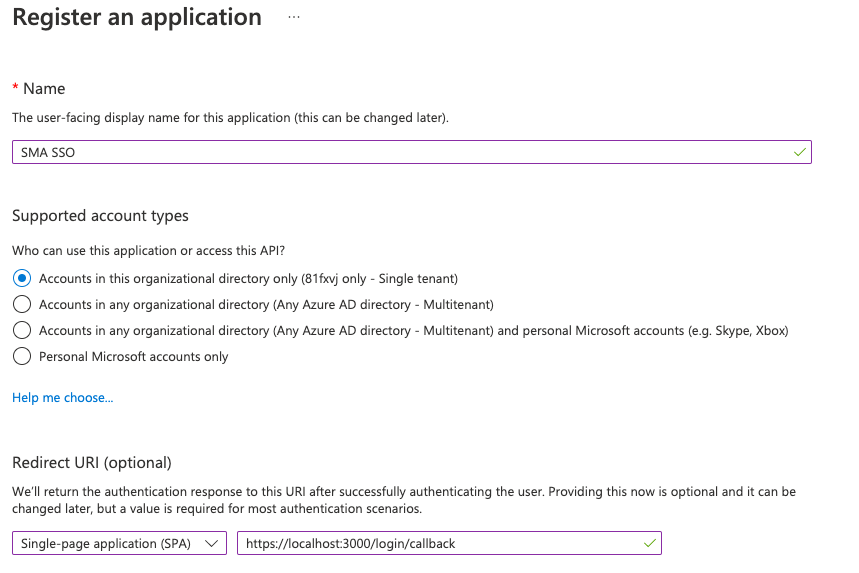 Register an application ...
* Name
The user-facing display name for this application (this can be changed later).
SMA SSO
Supported account types
Who can use this application or access this API?
Accounts in this organizational directory only (81fxvj only - Single tenant)
Accounts in any organizational directory (Any Azure AD directory - Multitenant)
Accounts in any organizational directory (Any Azure AD directory - Multitenant) and personal Microsoft accounts (e.g. Skype, Xbox)
Personal Microsoft accounts only
Help me choose...
Redirect URI (optional)
We'll return the authentication response to this URI after successfully authenticating the user. Providing this now is optional and it can be
changed later, but a value is required for most authentication scenarios.
Single-page application (SPA) https://localhost:3000/login/callback